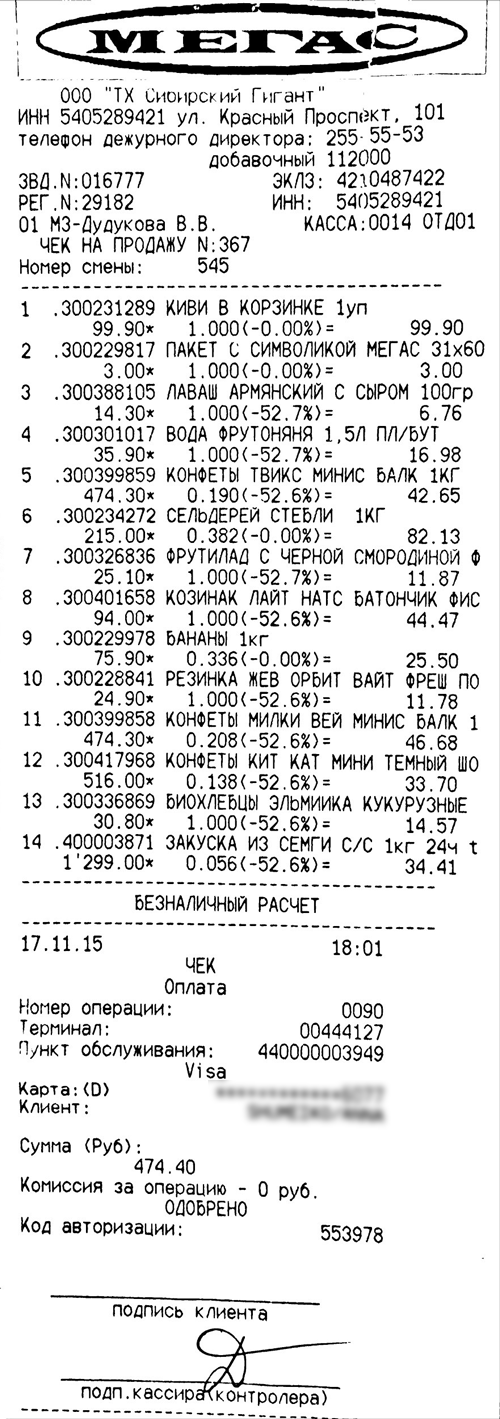 МЕГАС
ООО "ТХ Сибирский Гигант"
ИНН 5405289421 ул. Красный Проспект, 101
телефон дежурного директора: 255-55-53
добавочный 112000
ЗВД.N:016777 ЭКЛЗ: 4210487422
РЕГ.N:29182 ИНН: 5405289421
01 МЗ-Дудукова В.В. КАССА:0014 ОТД01
ЧЕК НА ПРОДАЖУ N:367
Номер смены: 545
1 .300231289 КИВИ В КОРЗИНКЕ 1уп
99.90* 1.000(-0.00%)= 99.90
2 .300229817 ПАКЕТ С СИМВОЛИКОЙ МЕГАС 31х60
3.00* 1.000(-0.00%)= 3.00
3 .300388105 ЛАВАШ АРМЯНСКИЙ С СЫРОМ 100гр
14.30* 1.000(-52.7%)= 6.76
4 .300301017 ВОДА ФРУТОНЯНЯ 1,5Л ПЛ/БУТ
35.90* 1.000(-52.7%)= 16.98
5 .300399859 КОНФЕТЫ ТВИКС МИНИС БАЛК 1КГ
474.30* 0.190(-52.6%)= 42.65
6 .300234272 СЕЛЬДЕРЕЙ СТЕБЛИ 1КГ
215.00* 0.382(-0.00%)= 82.13
7 .300326836 ФРУТИЛАД С ЧЕРНОЙ СМОРОДИНОЙ Ф
25.10* 1.000(-52.7%)= 11.87
8 .300401658 КОЗИНАК ЛАЙТ НАТС БАТОНЧИК ФИС
94.00* 1.000(-52.6%)= 44.47
9 .300229978 БАНАНЫ 1кг
75.90* 0.336(-0.00%)= 25.50
10 .300228841 РЕЗИНКА ЖЕВ ОРБИТ ВАЙТ ФРЕШ ПО
24.90* 1.000(-52.6%)= 11.78
11 .300399858 КОНФЕТЫ МИЛКИ ВЕЙ МИНИС БАЛК 1
474.30* 0.208(-52.6%)= 46.68
12 .300417968 КОНФЕТЫ КИТ КАТ МИНИ ТЕМНЫЙ ШО
516.00* 0.138(-52.6%)= 33.70
13 .300336869 БИОХЛЕБЦЫ ЭЛЬМИИКА КУКУРУЗНЫЕ
30.80* 1.000(-52.6%)= 14.57
14 .400003871 ЗАКУСКА ИЗ СЕМГИ С/С 1кг 24ч t
1'299.00* 0.056(-52.6%)= 34.41
БЕЗНАЛИЧНЫЙ РАСЧЕТ
17.11.15 18:01
ЧЕК
Оплата
Номер операции: 0090
Терминал: 00444127
Пункт обслуживания: 440000003949
Visa
Карта:(D)
Клиент:
Сумма (Руб):
474.40
Комиссия за операцию - 0 руб.
ОДОБРЕНО
Код авторизации: 553978
подпись клиента
подп.кассира(контролера)